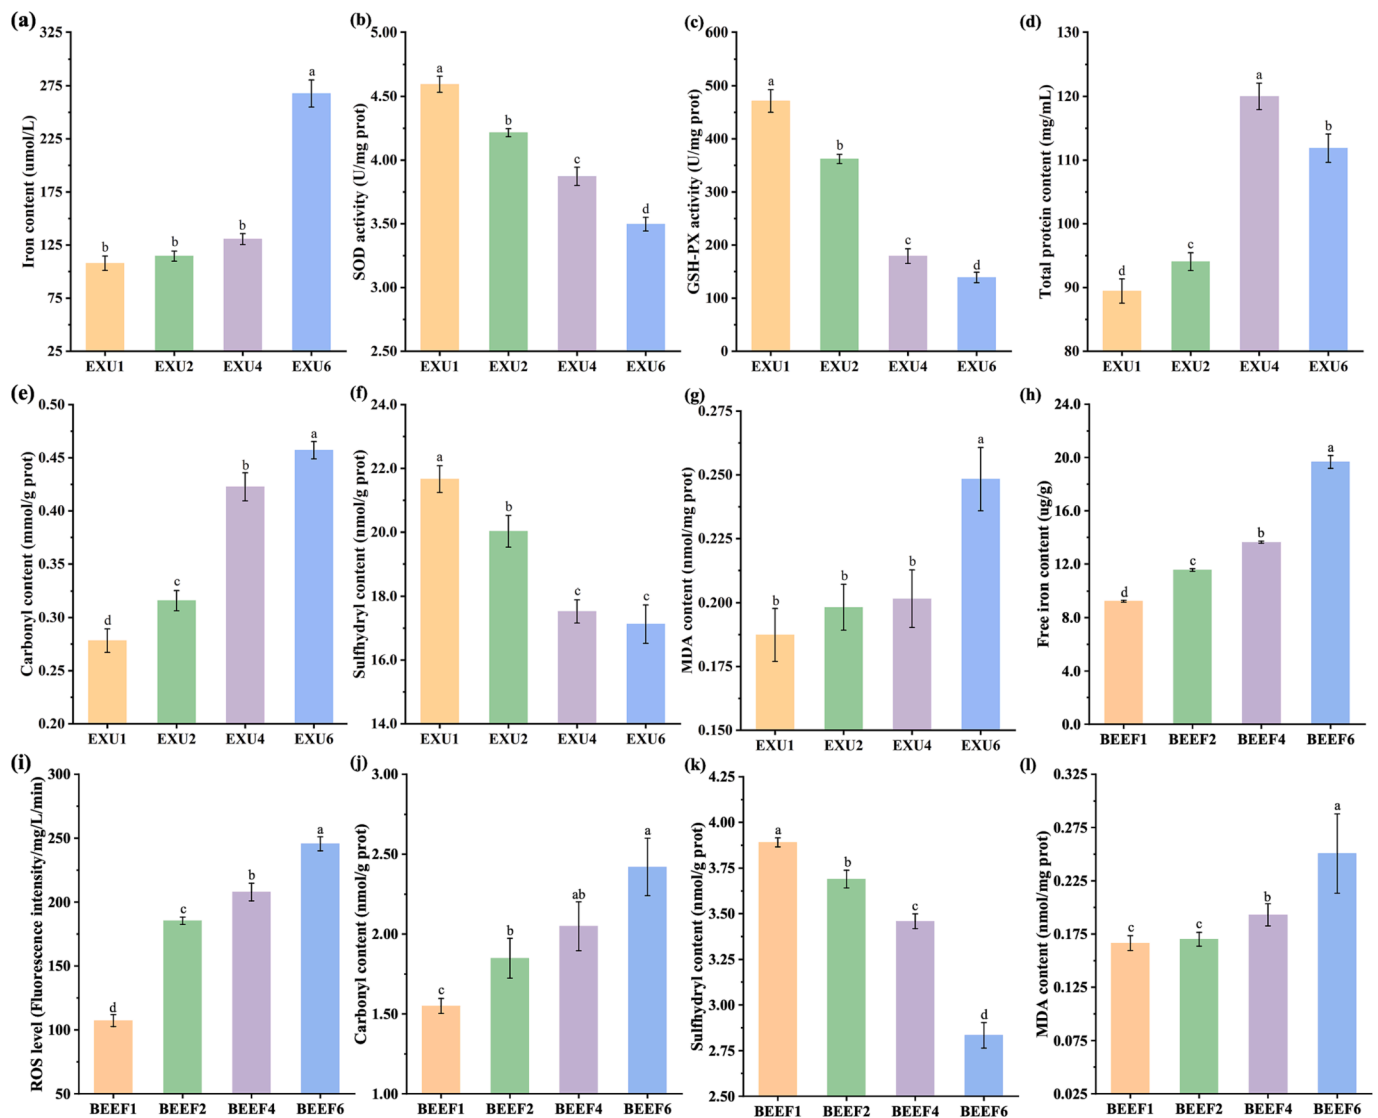 (a)
Iron content (umol/L)
325
275
225
175
125
75
25
b
b
b
a
EXU1 EXU2 EXU4 EXU6
(b)
SOD activity (U/mg prot)
5.00
4.50
4.00
3.50
3.00
2.50
a
b
c
d
EXU1 EXU2 EXU4 EXU6
(c)
GSH-PX activity (U/mg prot)
600
500
400
300
200
100
0
a
b
c
d
EXU1 EXU2 EXU4 EXU6
(d)
Total protein content (mg/mL)
130
120
110
100
90
80
d
c
a
b
EXU1 EXU2 EXU4 EXU6
(e)
Carbonyl content (nmol/g prot)
0.50
0.45
0.40
0.35
0.30
0.25
0.20
d
c
b
a
EXU1 EXU2 EXU4 EXU6
(f)
Sulfhydryl content (nmol/g prot)
24.0
22.0
20.0
18.0
16.0
14.0
a
b
c
c
EXU1 EXU2 EXU4 EXU6
(g)
MDA content (nmol/mg prot)
0.275
0.250
0.225
0.200
0.175
0.150
b
b
b
a
EXU1 EXU2 EXU4 EXU6
(h)
Free iron content (ug/g)
24.0
20.0
16.0
12.0
8.0
4.0
0.0
d
c
b
a
BEEF1 BEEF2 BEEF4 BEEF6
(i)
ROS level (Fluorescence intensity/mg/L/min)
300
250
200
150
100
50
d
c
b
a
BEEF1 BEEF2 BEEF4 BEEF6
(j)
Carbonyl content (nmol/g prot)
3.00
2.50
2.00
1.50
1.00
c
b
ab
a
BEEF1 BEEF2 BEEF4 BEEF6
(k)
Sulfhydryl content (nmol/g prot)
4.25
4.00
3.75
3.50
3.25
3.00
2.75
2.50
a
b
c
d
BEEF1 BEEF2 BEEF4 BEEF6
(l)
MDA content (nmol/mg prot)
0.325
0.275
0.225
0.175
0.125
0.075
0.025
c
c
b
a
BEEF1 BEEF2 BEEF4 BEEF6